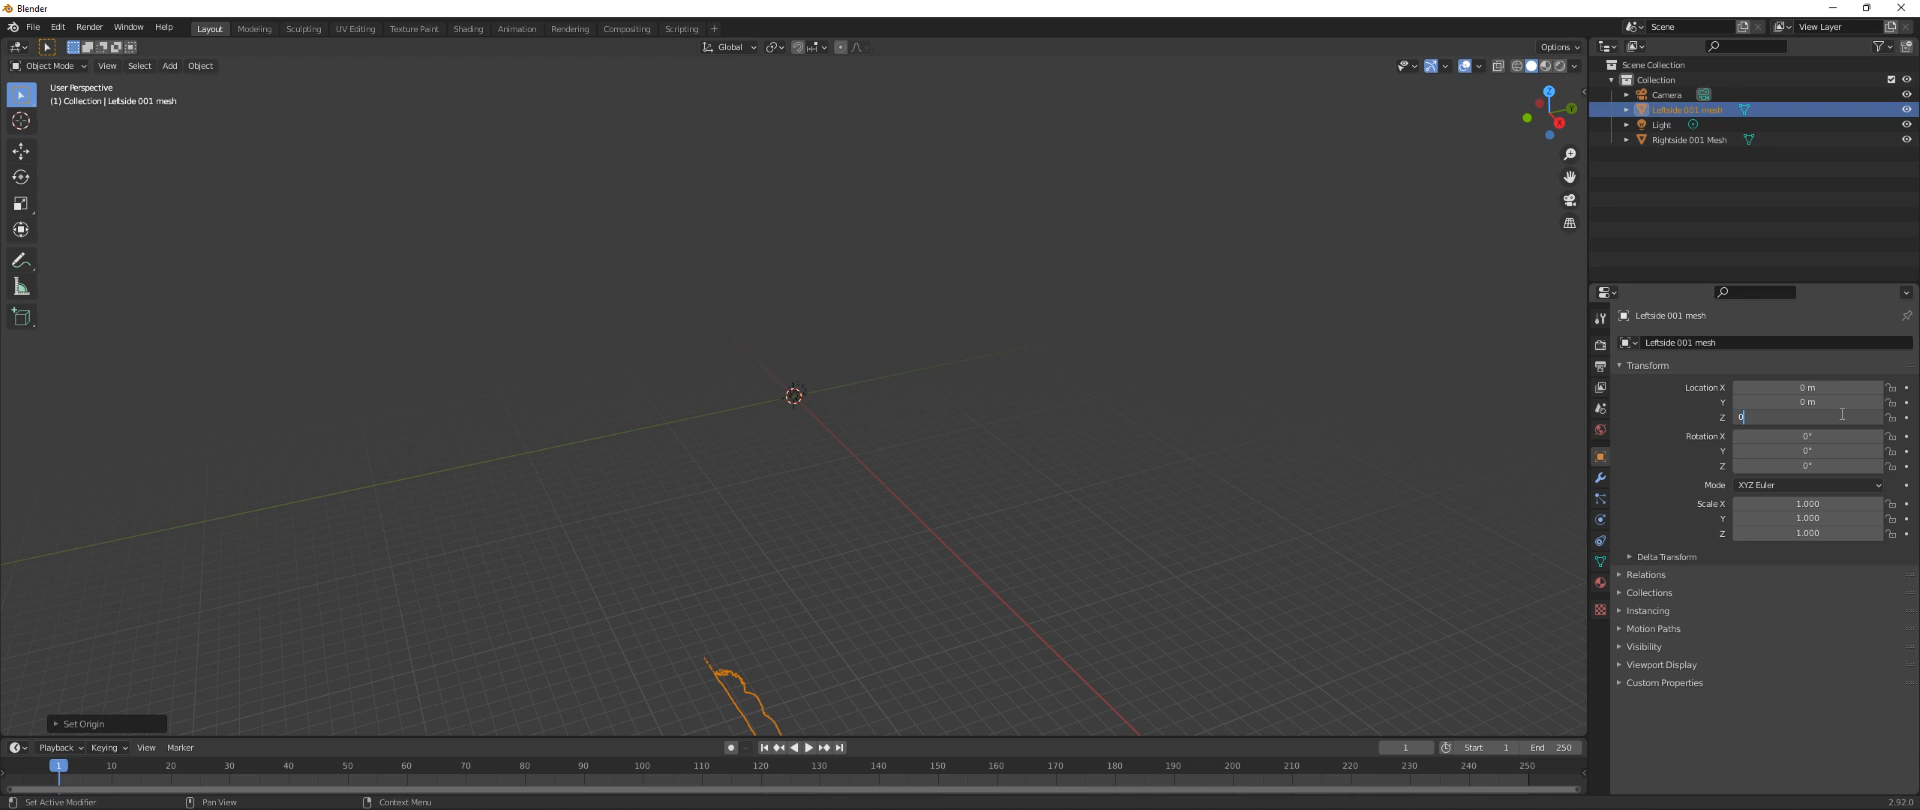 Blender
File Edit Render Window Help Layout Modeling Sculpting UV Editing Texture Paint Shading Animation Rendering Compositing Scripting + Scene View Layer
Global Options
Object Mode View Select Add Object
User Perspective
(1) Collection | Leftside 001 mesh
Z
Y
X
Scene Collection
Collection
Camera
Leftside 001 mesh
Light
Rightside 001 Mesh
Leftside 001 mesh
Leftside 001 mesh
Transform
Location X 0 m
Y 0 m
Z 0
Rotation X 0°
Y 0°
Z 0°
Mode XYZ Euler
Scale X 1.000
Y 1.000
Z 1.000
Delta Transform
Relations
Collections
Instancing
Motion Paths
Visibility
Viewport Display
Custom Properties
Set Origin
Playback Keying View Marker 1 Start 1 End 250
1 10 20 30 40 50 60 70 80 90 100 110 120 130 140 150 160 170 180 190 200 210 220 230 240 250
Set Active Modifier Pan View Context Menu 2.92.0